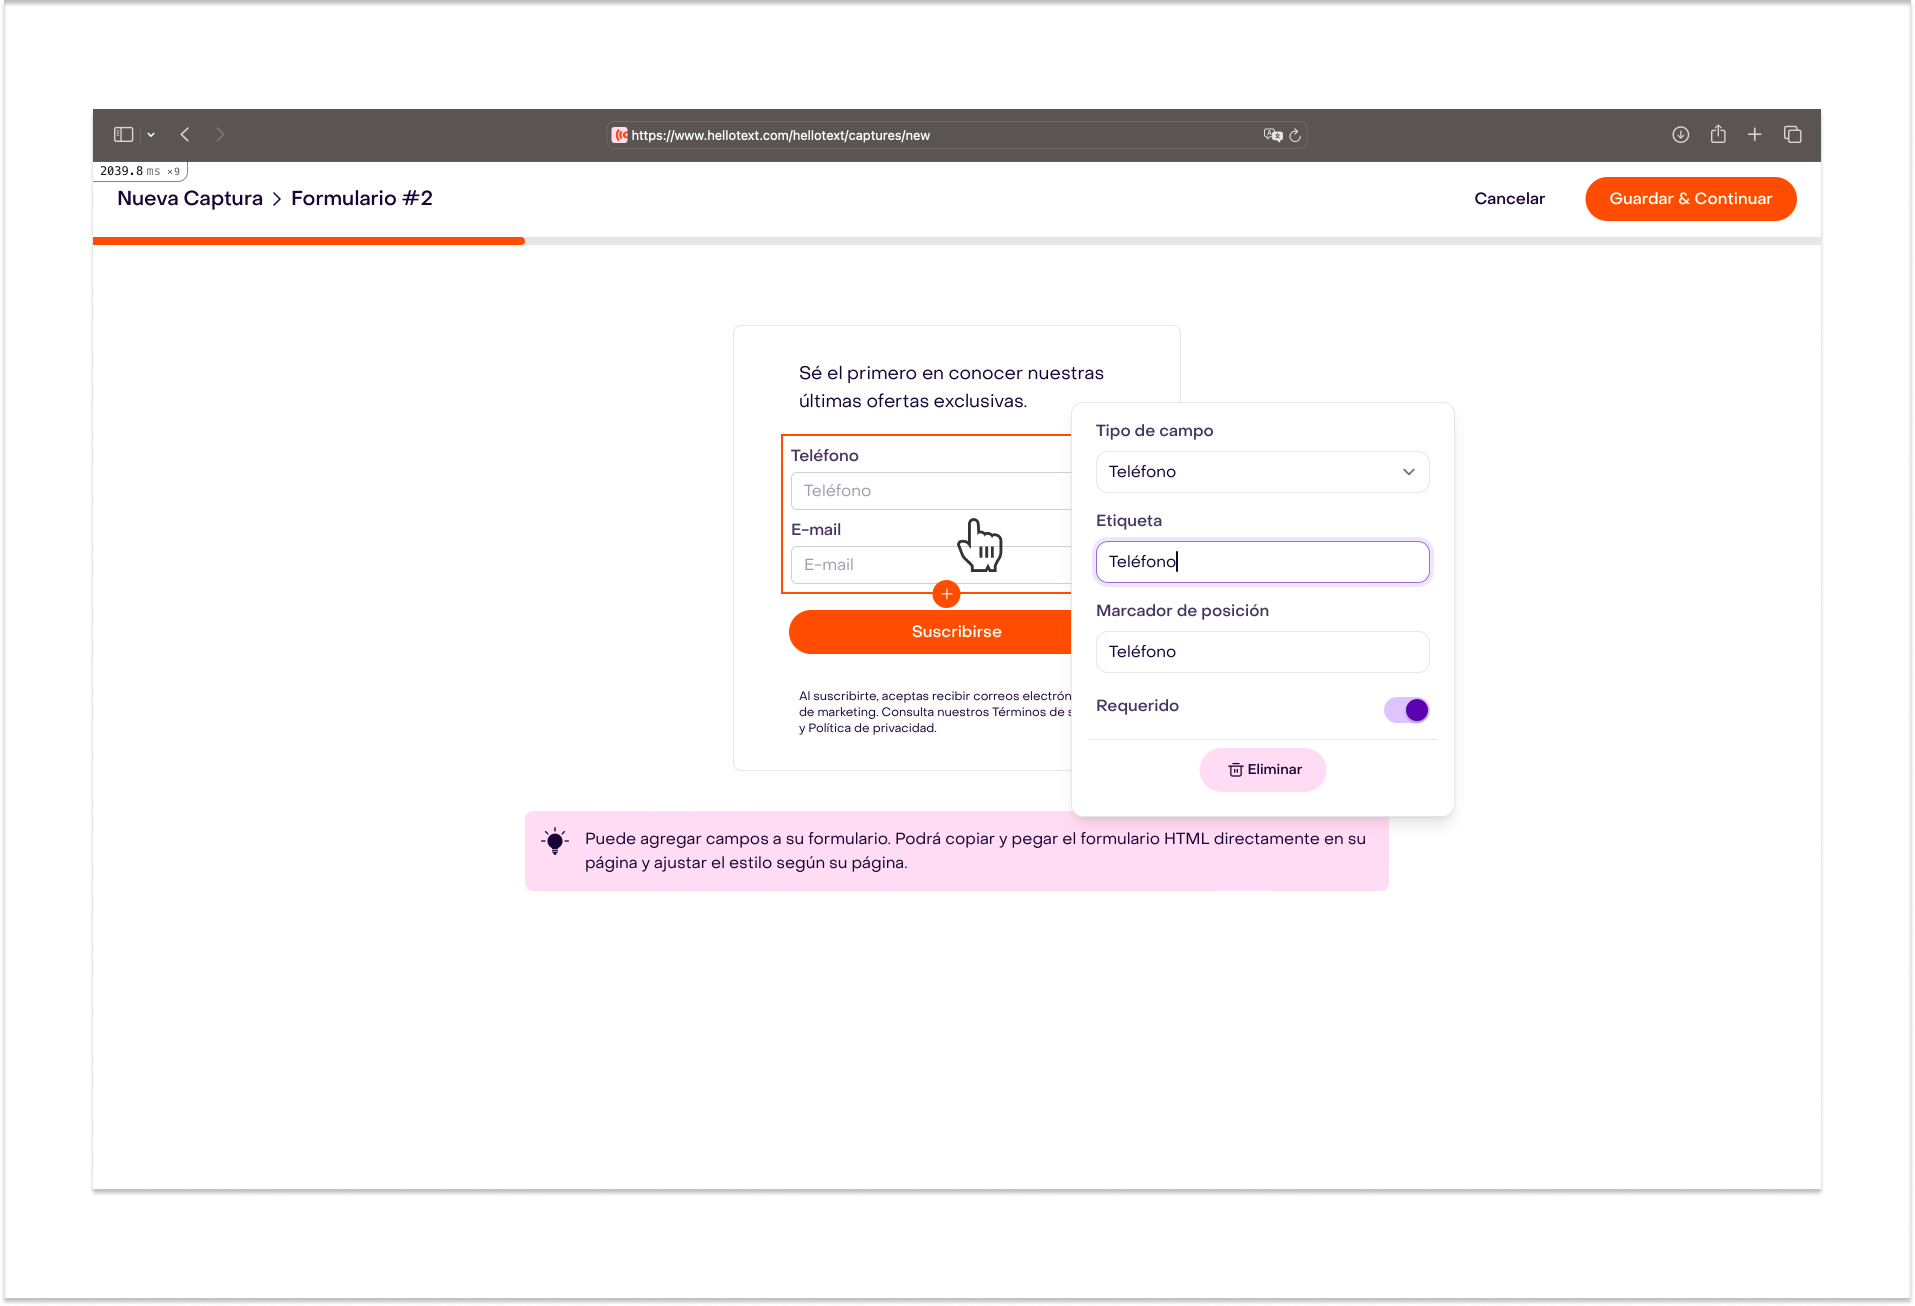 https://www.hellotext.com/hellotext/captures/new
2039.8 ms ×9
Nueva Captura > Formulario #2
Cancelar
Guardar & Continuar
Sé el primero en conocer nuestras
últimas ofertas exclusivas.
Teléfono
Teléfono
E-mail
E-mail
+
Suscribirse
Al suscribirte, aceptas recibir correos
de marketing. Consulta nuestros Términos de
y Política de privacidad.
Tipo de campo
Teléfono
Etiqueta
Teléfono
Marcador de posición
Teléfono
Requerido
Eliminar
Puede agregar campos a su formulario. Podrá copiar y pegar el formulario HTML directamente en su
página y ajustar el estilo según su página.